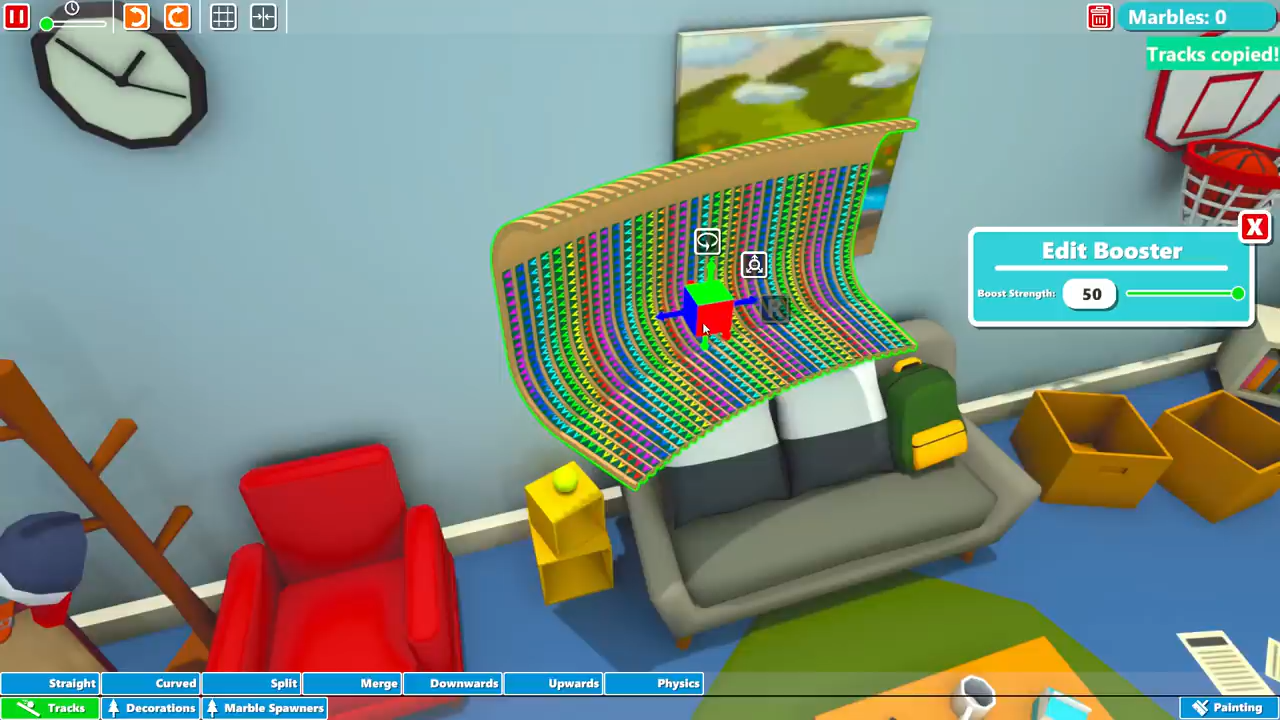 Marbles: 0
Tracks copied!
X
Edit Booster
Boost Strength: 50
R
Straight Curved Split Merge Downwards Upwards Physics
Tracks Decorations Marble Spawners Painting